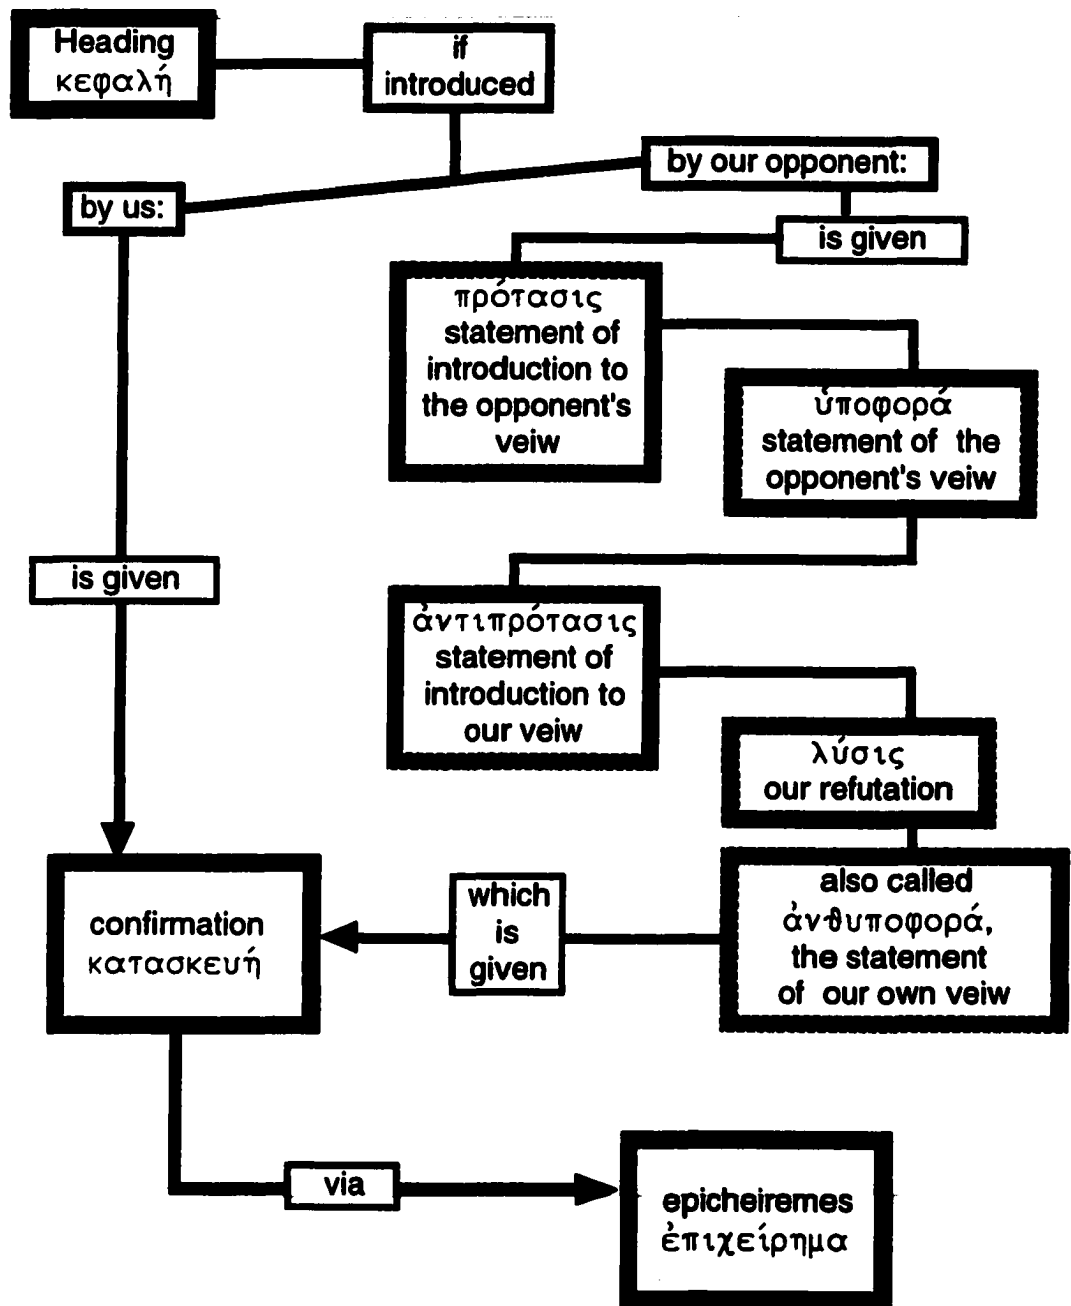 Heading
κεφαλή
if
introduced
by our opponent:
by us:
is given
πρότασις
statement of
introduction to
the opponent's
veiw
ὑποφορά
statement of the
opponent's veiw
is given
ἀντιπρότασις
statement of
introduction to
our veiw
λύσις
our refutation
also called
ἀνθυποφορά,
the statement
of our own veiw
which
is
given
confirmation
κατασκευή
via
epicheiremes
ἐπιχείρημα